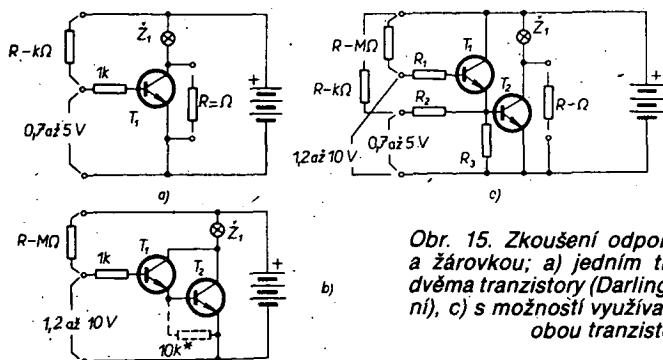 R-kΩ
1k
T₁
Ž₁
R=Ω
0,7 až 5 V
+
a)
R-MΩ
R-kΩ
R₁
R₂
R₃
T₁
T₂
Ž₁
R-Ω
0,7 až 5 V
1,2 až 10 V
+
c)
R-MΩ
1k
T₁
T₂
Ž₁
1,2 až 10 V
10k*
+
b)
Obr. 15. Zkoušení odpor
a žárovkou; a) jedním
dvěma tranzistory (Darling
ní), c) s možností
obou